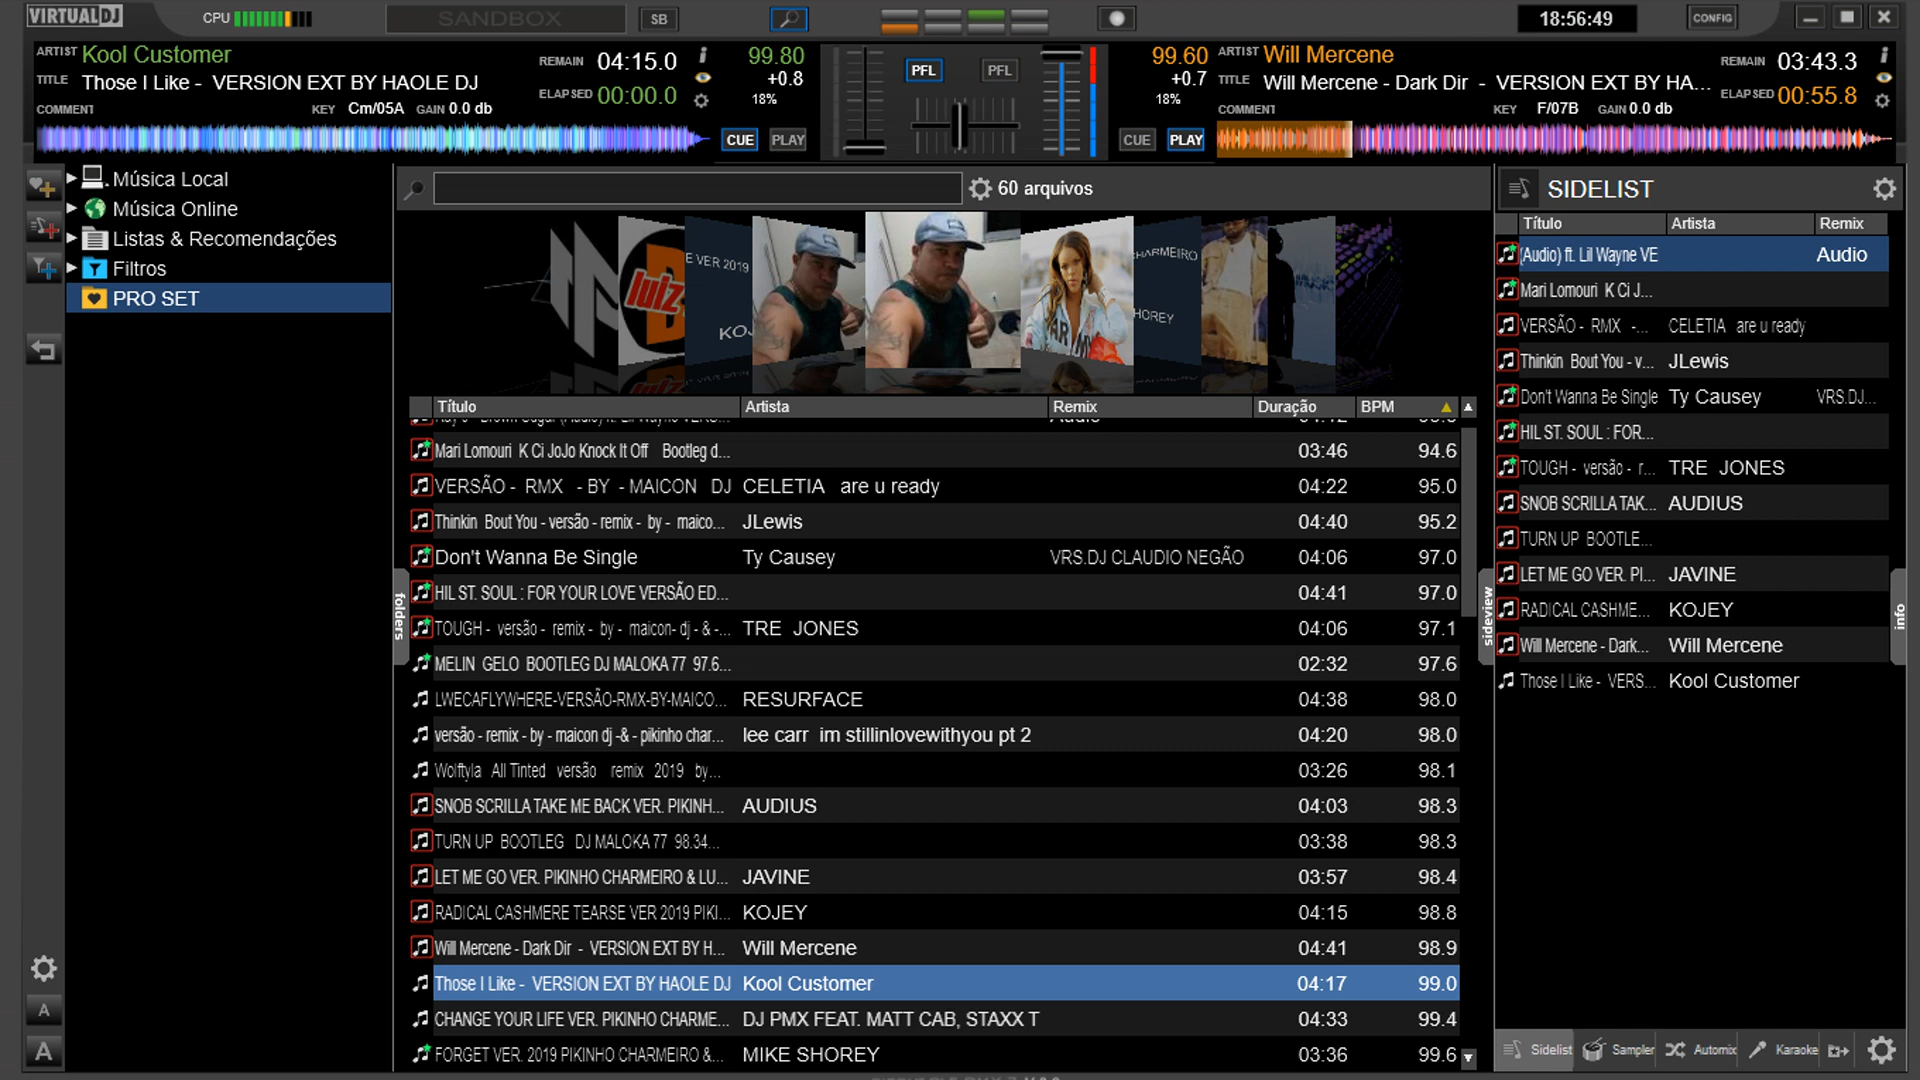 VIRTUALDJ CPU SANDBOX SB 18:56:49 CONFIG
ARTIST Kool Customer REMAIN 04:15.0 99.80
TITLE Those I Like - VERSION EXT BY HAOLE DJ ELAPSED 00:00.0 +0.8
COMMENT KEY Cm/05A GAIN 0.0 db 18%
CUE PLAY
PFL PFL
99.60 ARTIST Will Mercene REMAIN 03:43.3
+0.7 TITLE Will Mercene - Dark Dir - VERSION EXT BY HA... ELAPSED 00:55.8
18% COMMENT KEY F/07B GAIN 0.0 db
CUE PLAY
Música Local
Música Online
Listas & Recomendações
Filtros
PRO SET
60 arquivos
E VER 2019
KOJ
luiz
HARMEIRO
HOREY
folders
Título Artista Remix Duração BPM
Mari Lomouri K Ci JoJo Knock It Off Bootleg d... 03:46 94.6
VERSÃO - RMX - BY - MAICON DJ CELETIA are u ready 04:22 95.0
Thinkin Bout You - versão - remix - by - maico... JLewis 04:40 95.2
Don't Wanna Be Single Ty Causey VRS.DJ CLAUDIO NEGÃO 04:06 97.0
HIL ST. SOUL : FOR YOUR LOVE VERSÃO ED... 04:41 97.0
TOUGH - versão - remix - by - maicon- dj - & -... TRE JONES 04:06 97.1
MELIN GELO BOOTLEG DJ MALOKA 77 97.6... 02:32 97.6
LWECAFLYWHERE-VERSÃO-RMX-BY-MAICO... RESURFACE 04:38 98.0
versão - remix - by - maicon dj -& - pikinho char... lee carr im stillinlovewithyou pt 2 04:20 98.0
Wolftyla All Tinted versão remix 2019 by... 03:26 98.1
SNOB SCRILLA TAKE ME BACK VER. PIKINH... AUDIUS 04:03 98.3
TURN UP BOOTLEG DJ MALOKA 77 98.34... 03:38 98.3
LET ME GO VER. PIKINHO CHARMEIRO & LU... JAVINE 03:57 98.4
RADICAL CASHMERE TEARSE VER 2019 PIKI... KOJEY 04:15 98.8
Will Mercene - Dark Dir - VERSION EXT BY H... Will Mercene 04:41 98.9
Those I Like - VERSION EXT BY HAOLE DJ Kool Customer 04:17 99.0
CHANGE YOUR LIFE VER. PIKINHO CHARME... DJ PMX FEAT. MATT CAB, STAXX T 04:33 99.4
FORGET VER. 2019 PIKINHO CHARMEIRO &... MIKE SHOREY 03:36 99.6
sideview
SIDELIST
Título Artista Remix
(Audio) ft. Lil Wayne VE Audio
Mari Lomouri K Ci J...
VERSÃO - RMX -... CELETIA are u ready
Thinkin Bout You - v... JLewis
Don't Wanna Be Single Ty Causey VRS.DJ...
HIL ST. SOUL : FOR...
TOUGH - versão - r... TRE JONES
SNOB SCRILLA TAK... AUDIUS
TURN UP BOOTLE...
LET ME GO VER. PI... JAVINE
RADICAL CASHME... KOJEY
Will Mercene - Dark... Will Mercene
Those I Like - VERS... Kool Customer
info
A
A
Sidelist Sampler Automix Karaoke